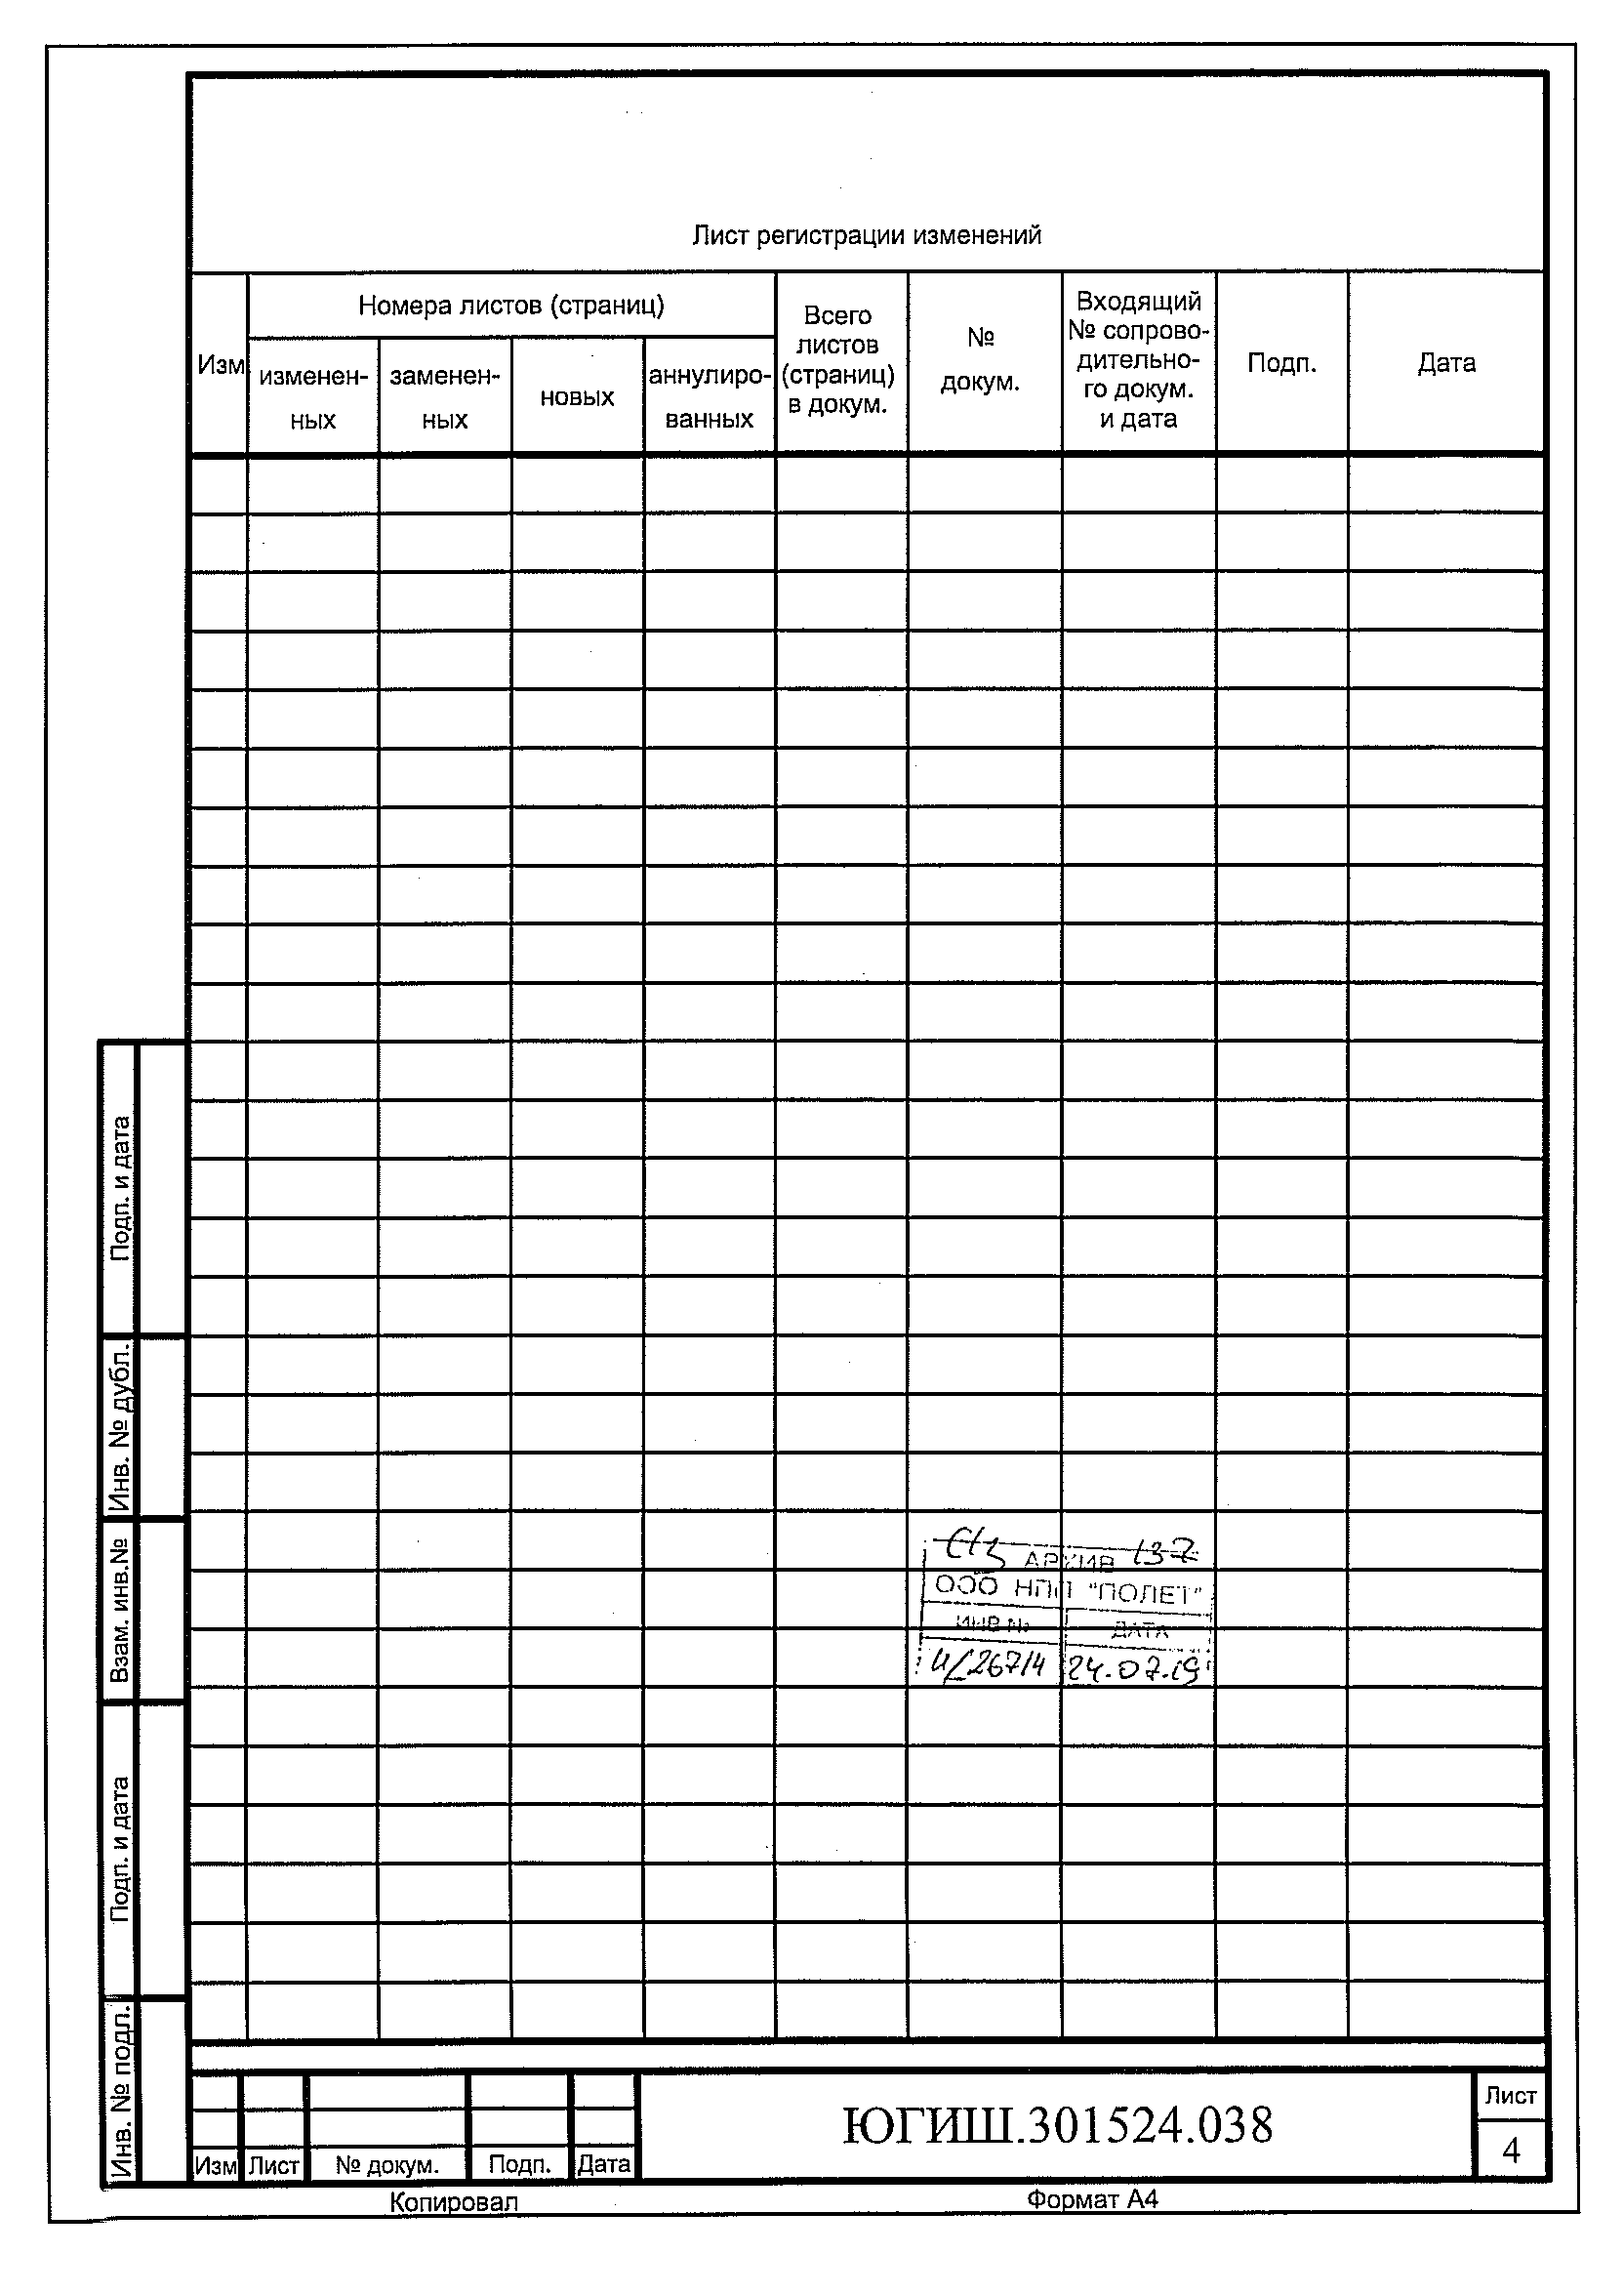 Лист регистрации изменений
Изм
Номера листов (страниц)
изменен-
ных
заменен-
ных
новых
аннулиро-
ванных
Всего
листов
(страниц)
в докум.
№
докум.
Входящий
№ сопрово-
дительно-
го докум.
и дата
Подп.
Дата
АРХИВ 137
ООО НПП "ПОЛЕТ"
ИНВ №
ДАТА
24.07.19
Подп. и дата
Инв. № дубл.
Взам. инв.№
Подп. и дата
Инв. № подл.
Изм
Лист
№ докум.
Подп.
Дата
ЮГИШ.301524.038
Лист
4
Копировал
Формат А4